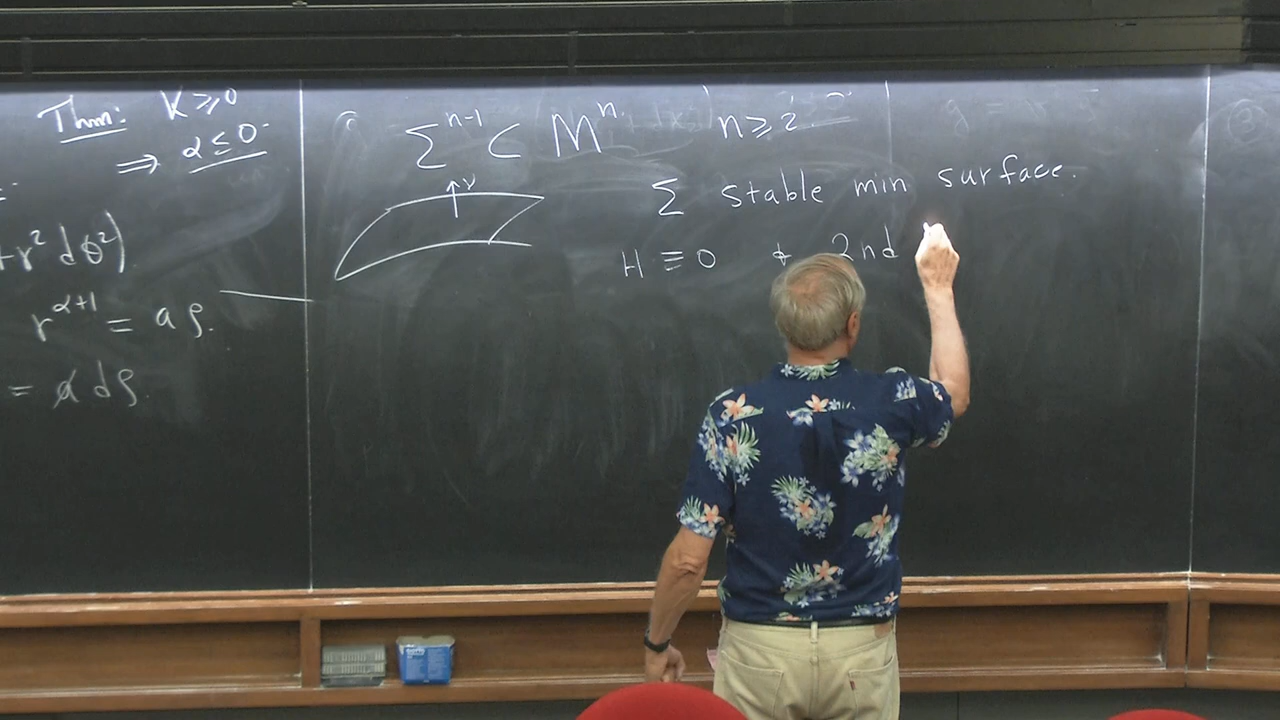 Thm: K ≥ 0
⇒ α ≤ 0.
+ r² dθ²)
r^{α+1} = a ρ.
= α dρ.
Σ^{n-1} ⊂ M^n. n ≥ 2
ν
Σ stable min surface.
H ≡ 0 & 2nd